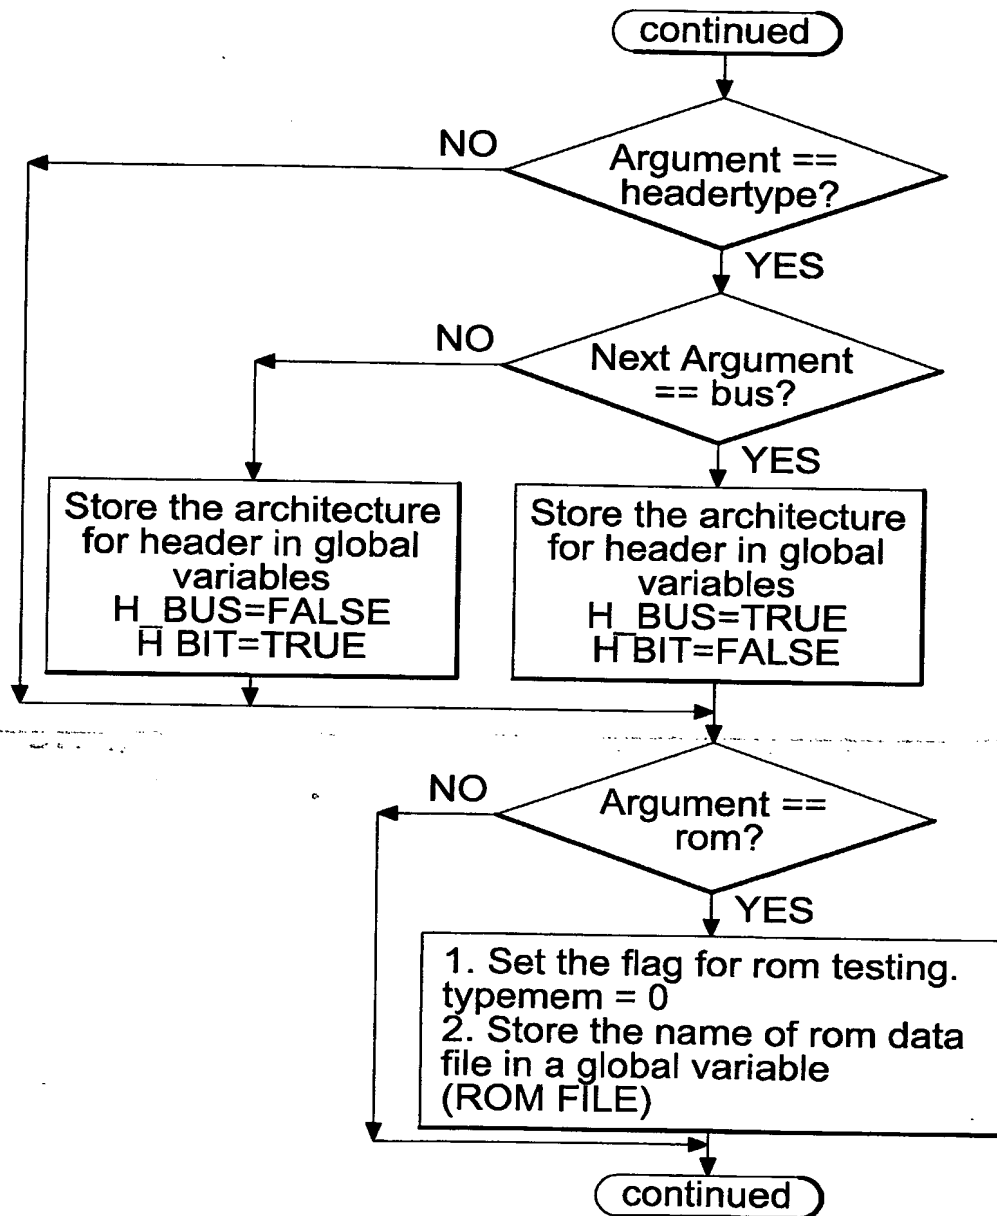 continued
NO
Argument ==
headertype?
YES
NO
Next Argument
== bus?
YES
Store the architecture
for header in global
variables
H_BUS=FALSE
H_BIT=TRUE
Store the architecture
for header in global
variables
H_BUS=TRUE
H_BIT=FALSE
NO
Argument ==
rom?
YES
1. Set the flag for rom testing.
typemem = 0
2. Store the name of rom data
file in a global variable
(ROM FILE)
continued